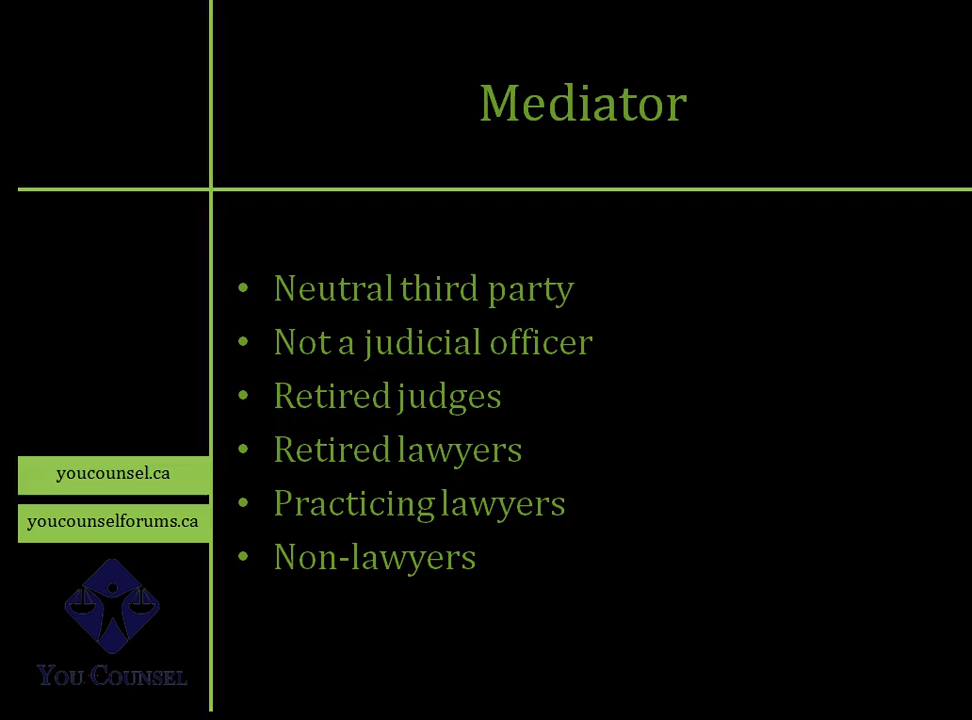 Mediator
• Neutral third party
• Not a judicial officer
• Retired judges
• Retired lawyers
• Practicing lawyers
• Non-lawyers
youcounsel.ca
youcounselforums.ca
YOU COUNSEL